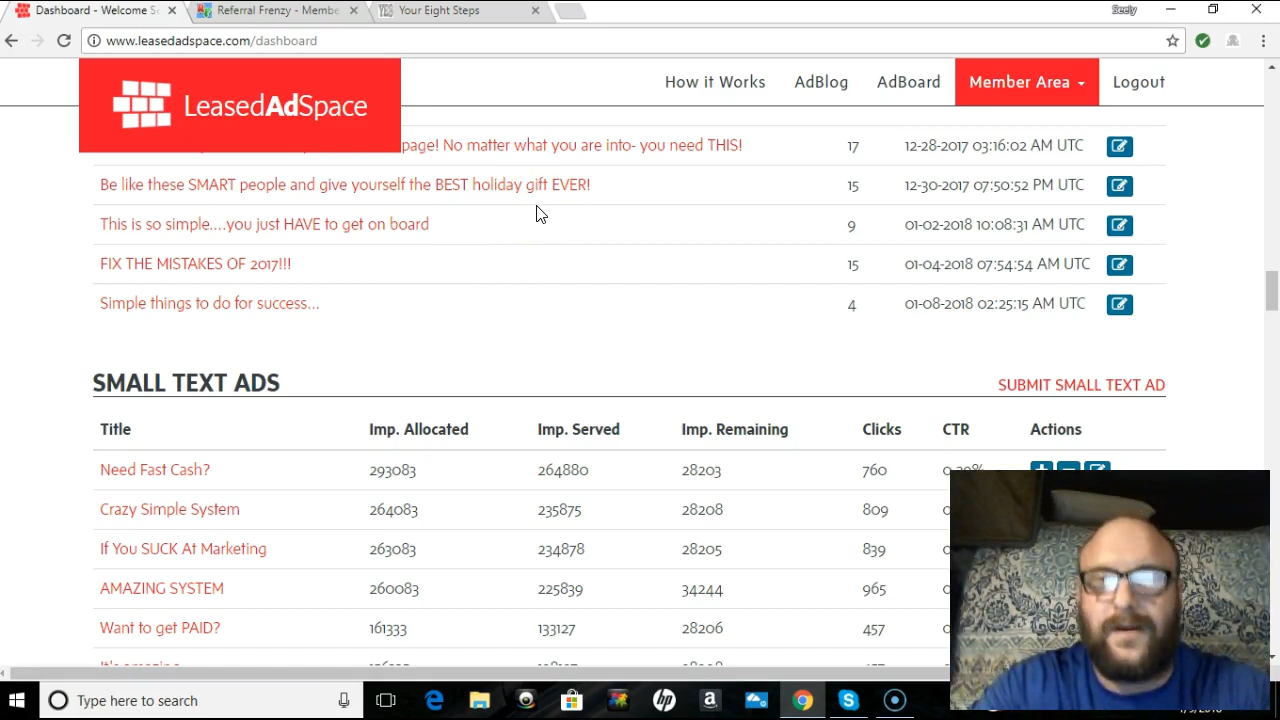 Dashboard - Welcome S
Referral Frenzy - Membe
Your Eight Steps
Seely
www.leasedadspace.com/dashboard
LeasedAdSpace
How it Works
AdBlog
AdBoard
Member Area
Logout
page! No matter what you are into- you need THIS! 17 12-28-2017 03:16:02 AM UTC
Be like these SMART people and give yourself the BEST holiday gift EVER! 15 12-30-2017 07:50:52 PM UTC
This is so simple....you just HAVE to get on board 9 01-02-2018 10:08:31 AM UTC
FIX THE MISTAKES OF 2017!!! 15 01-04-2018 07:54:54 AM UTC
Simple things to do for success... 4 01-08-2018 02:25:15 AM UTC
SMALL TEXT ADS
SUBMIT SMALL TEXT AD
Title Imp. Allocated Imp. Served Imp. Remaining Clicks CTR Actions
Need Fast Cash? 293083 264880 28203 760
Crazy Simple System 264083 235875 28208 809
If You SUCK At Marketing 263083 234878 28205 839
AMAZING SYSTEM 260083 225839 34244 965
Want to get PAID? 161333 133127 28206 457
Type here to search